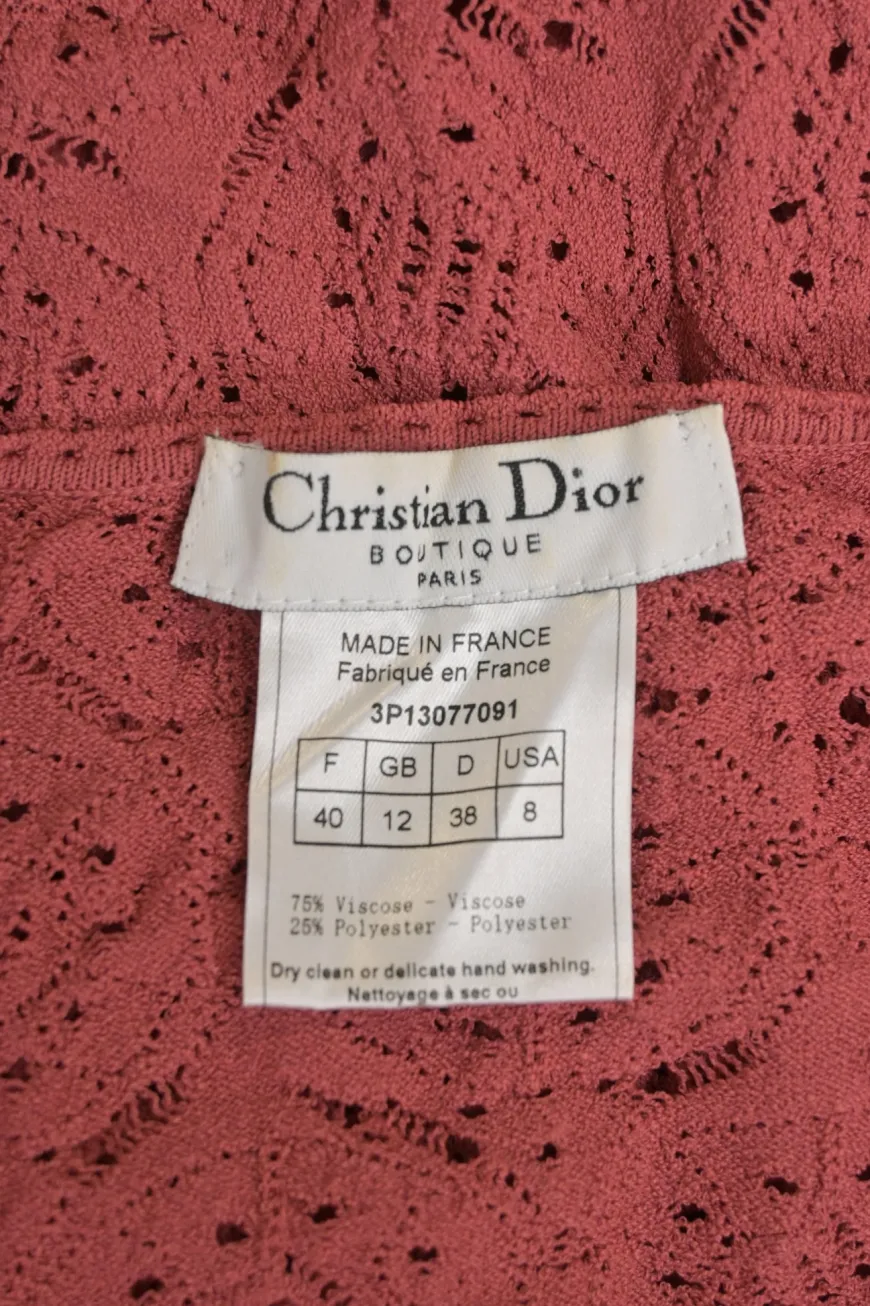 Christian Dior
BOUTIQUE
PARIS
MADE IN FRANCE
Fabriqué en France
3P13077091
F GB D USA
40 12 38 8
75% Viscose - Viscose
25% Polyester - Polyester
Dry clean or delicate hand washing.
Nettoyage à sec ou